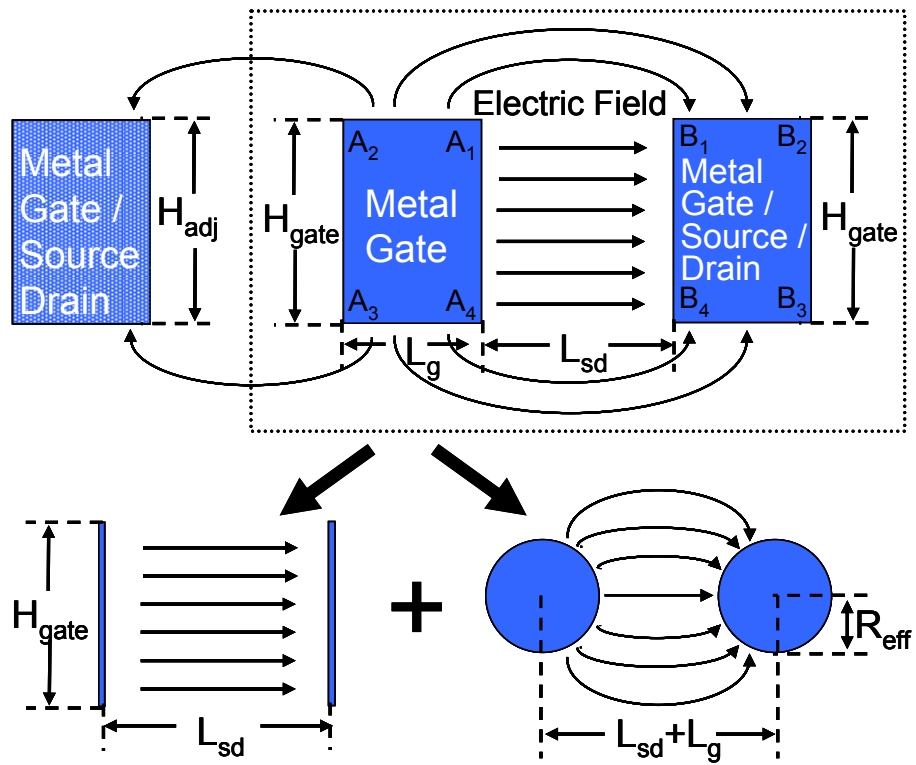 Electric Field
Metal
Gate /
Source
Drain
H_adj
H_gate
A_2
A_1
Metal
Gate
A_3
A_4
B_1
B_2
Metal
Gate /
Source /
Drain
B_4
B_3
H_gate
L_g
L_sd
H_gate
L_sd
+
R_eff
L_sd+L_g